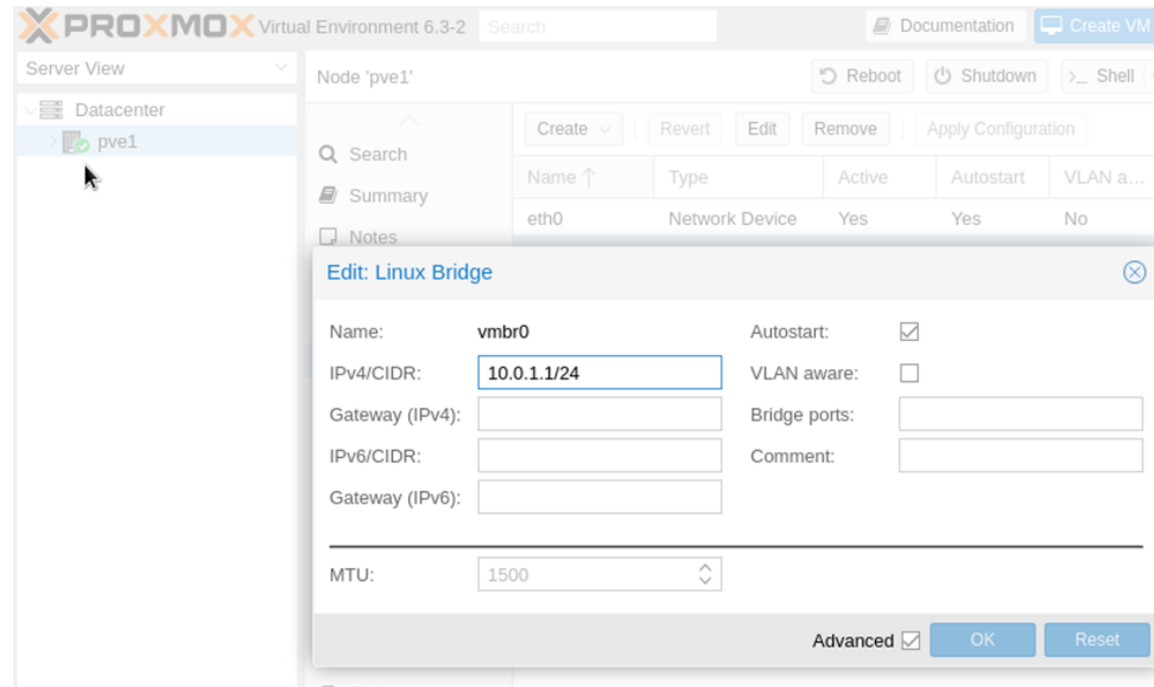 PROXMOX Virtual Environment 6.3-2 Search Documentation Create VM
Server View
Node 'pve1' Reboot Shutdown >_ Shell
Datacenter
pve1
Create Revert Edit Remove Apply Configuration
Search
Summary
Notes
Name Type Active Autostart VLAN a...
eth0 Network Device Yes Yes No
Edit: Linux Bridge
Name: vmbr0 Autostart:
IPv4/CIDR: 10.0.1.1/24 VLAN aware:
Gateway (IPv4): Bridge ports:
IPv6/CIDR: Comment:
Gateway (IPv6):
MTU: 1500
Advanced OK Reset